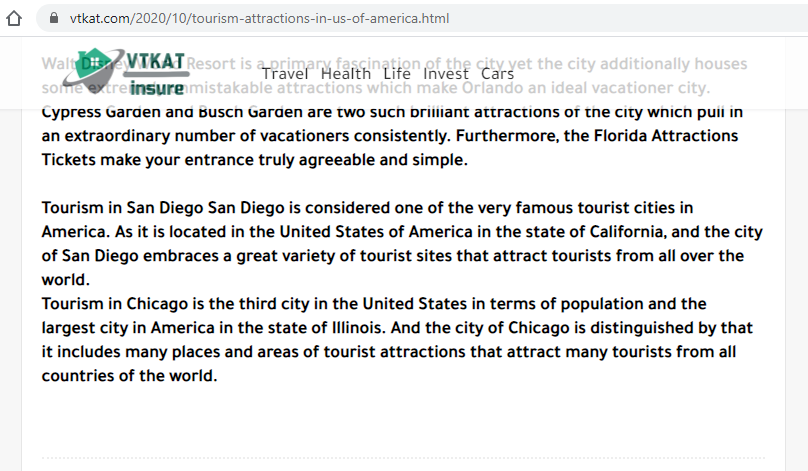 vtkat.com/2020/10/tourism-attractions-in-us-of-america.html
VTKAT
insure
Travel Health Life Invest Cars
Walt Disney World Resort is a primary fascination of the city yet the city additionally houses
some mistakable attractions which make Orlando an ideal vacationer city.
Cypress Garden and Busch Garden are two such brilliant attractions of the city which pull in
an extraordinary number of vacationers consistently. Furthermore, the Florida Attractions
Tickets make your entrance truly agreeable and simple.
Tourism in San Diego San Diego is considered one of the very famous tourist cities in
America. As it is located in the United States of America in the state of California, and the city
of San Diego embraces a great variety of tourist sites that attract tourists from all over the
world.
Tourism in Chicago is the third city in the United States in terms of population and the
largest city in America in the state of Illinois. And the city of Chicago is distinguished by that
it includes many places and areas of tourist attractions that attract many tourists from all
countries of the world.